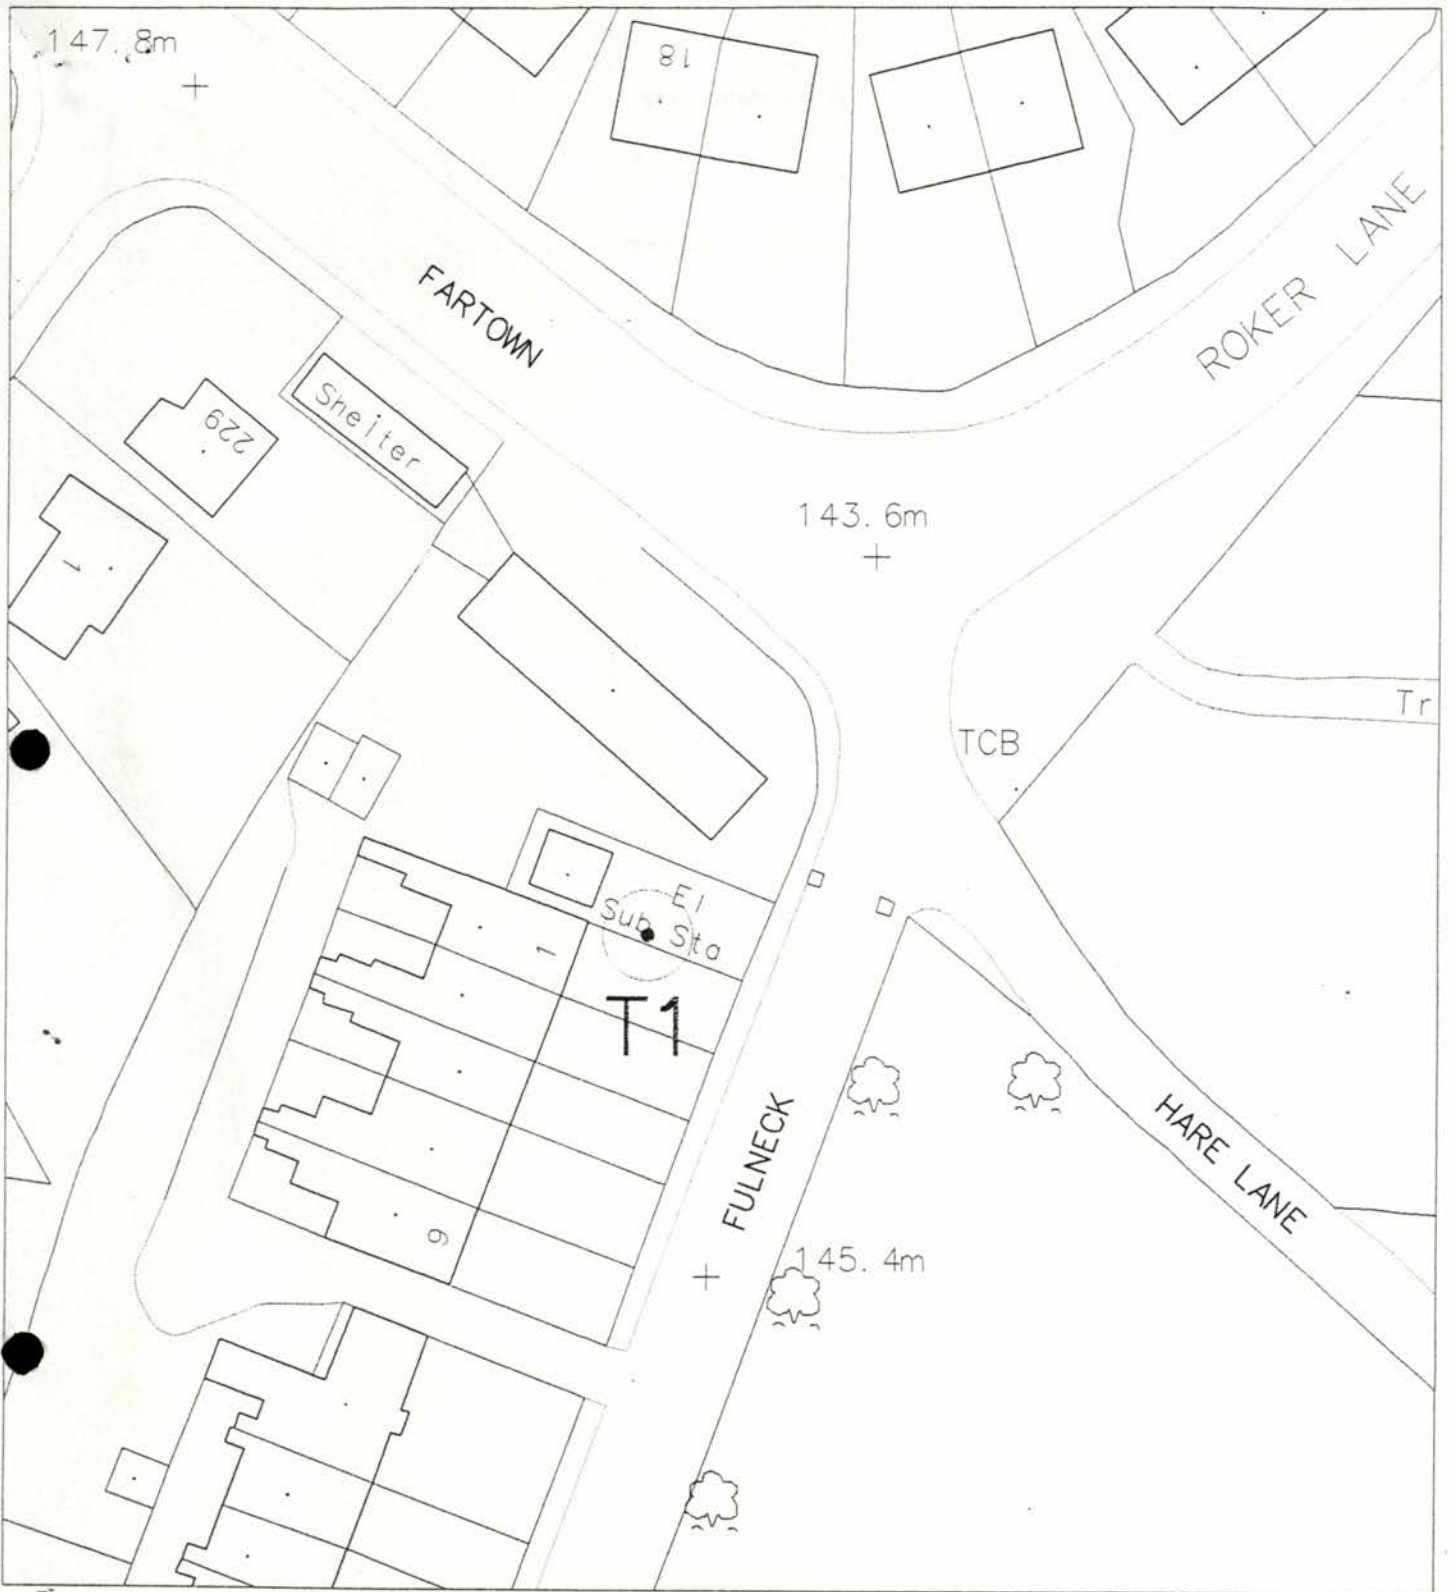 147. 8m
18
FARTOWN
ROKER LANE
229
Shelter
1
143. 6m
TCB
Tr
El
Sub Sta
1
T1
FULNECK
HARE LANE
9
145. 4m